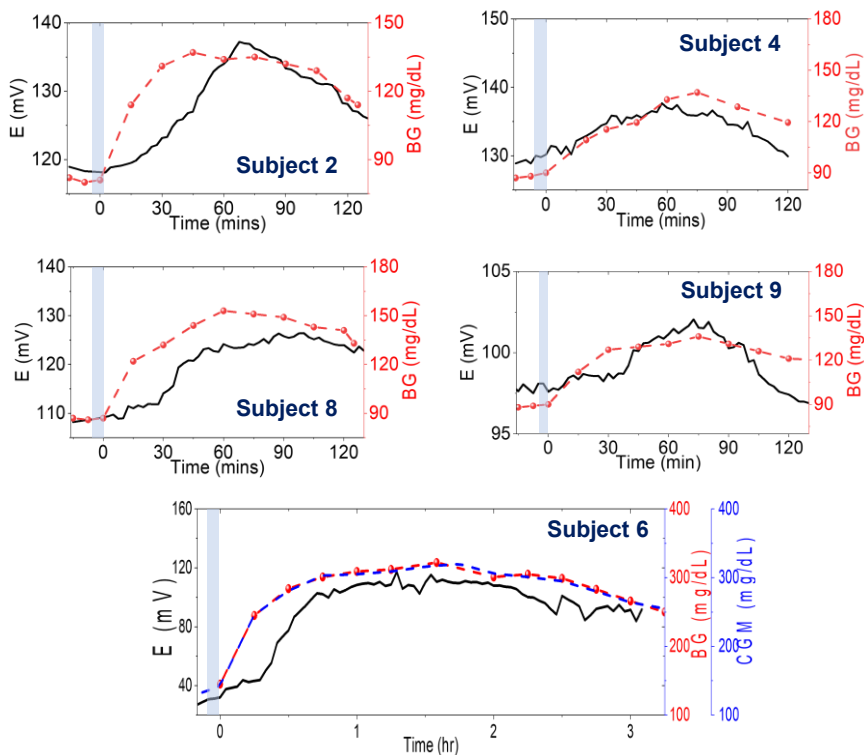 Subject 2
E (mV)
140
130
120
0 30 60 90 120
Time (mins)
180
150
120
90
BG (mg/dL)
Subject 4
E (mV)
150
140
130
0 30 60 90 120
Time (mins)
180
150
120
90
BG (mg/dL)
Subject 8
E (mV)
140
130
120
110
0 30 60 90 120
Time (mins)
180
150
120
90
BG (mg/dL)
Subject 9
E (mV)
105
100
95
0 30 60 90 120
Time (min)
180
150
120
90
BG (mg/dL)
Subject 6
E (mV)
160
120
80
40
0 1 2 3
Time (hr)
400
300
200
100
BG (mg/dL)
400
300
200
100
CGM (mg/dL)